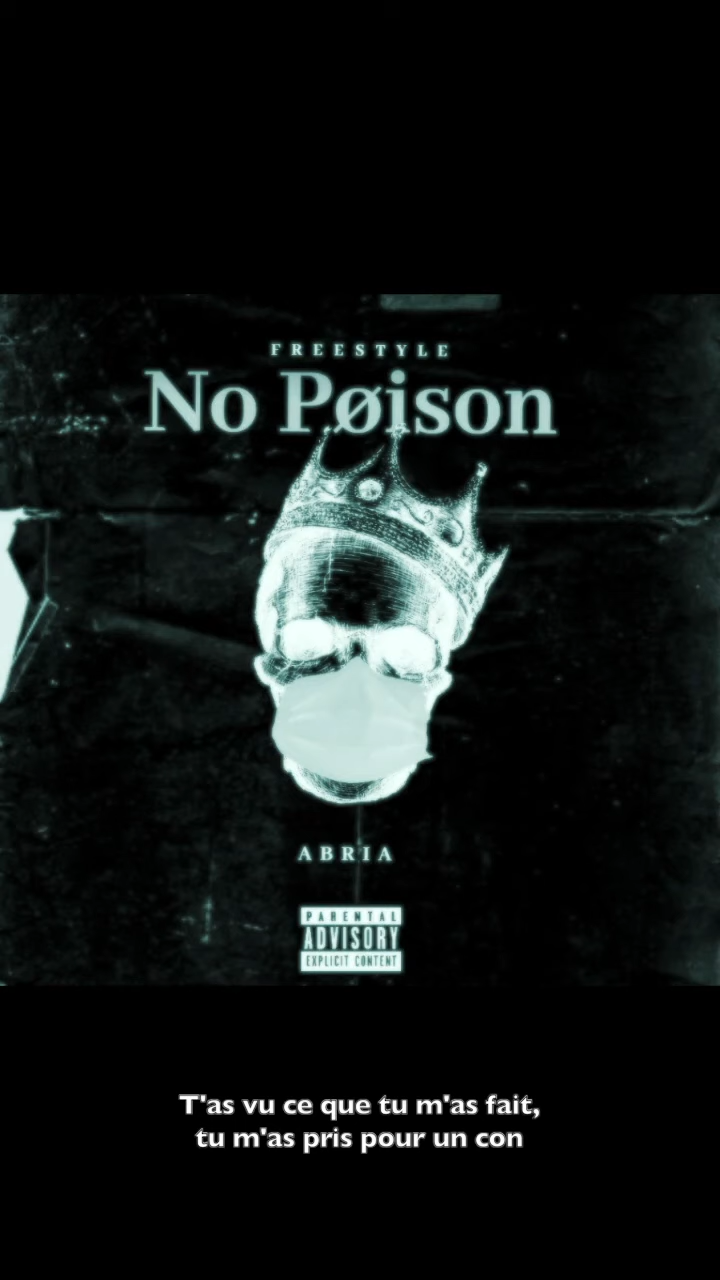 FREESTYLE
No Pøison
ABRIA
PARENTAL
ADVISORY
EXPLICIT CONTENT
T'as vu ce que tu m'as fait,
tu m'as pris pour un con